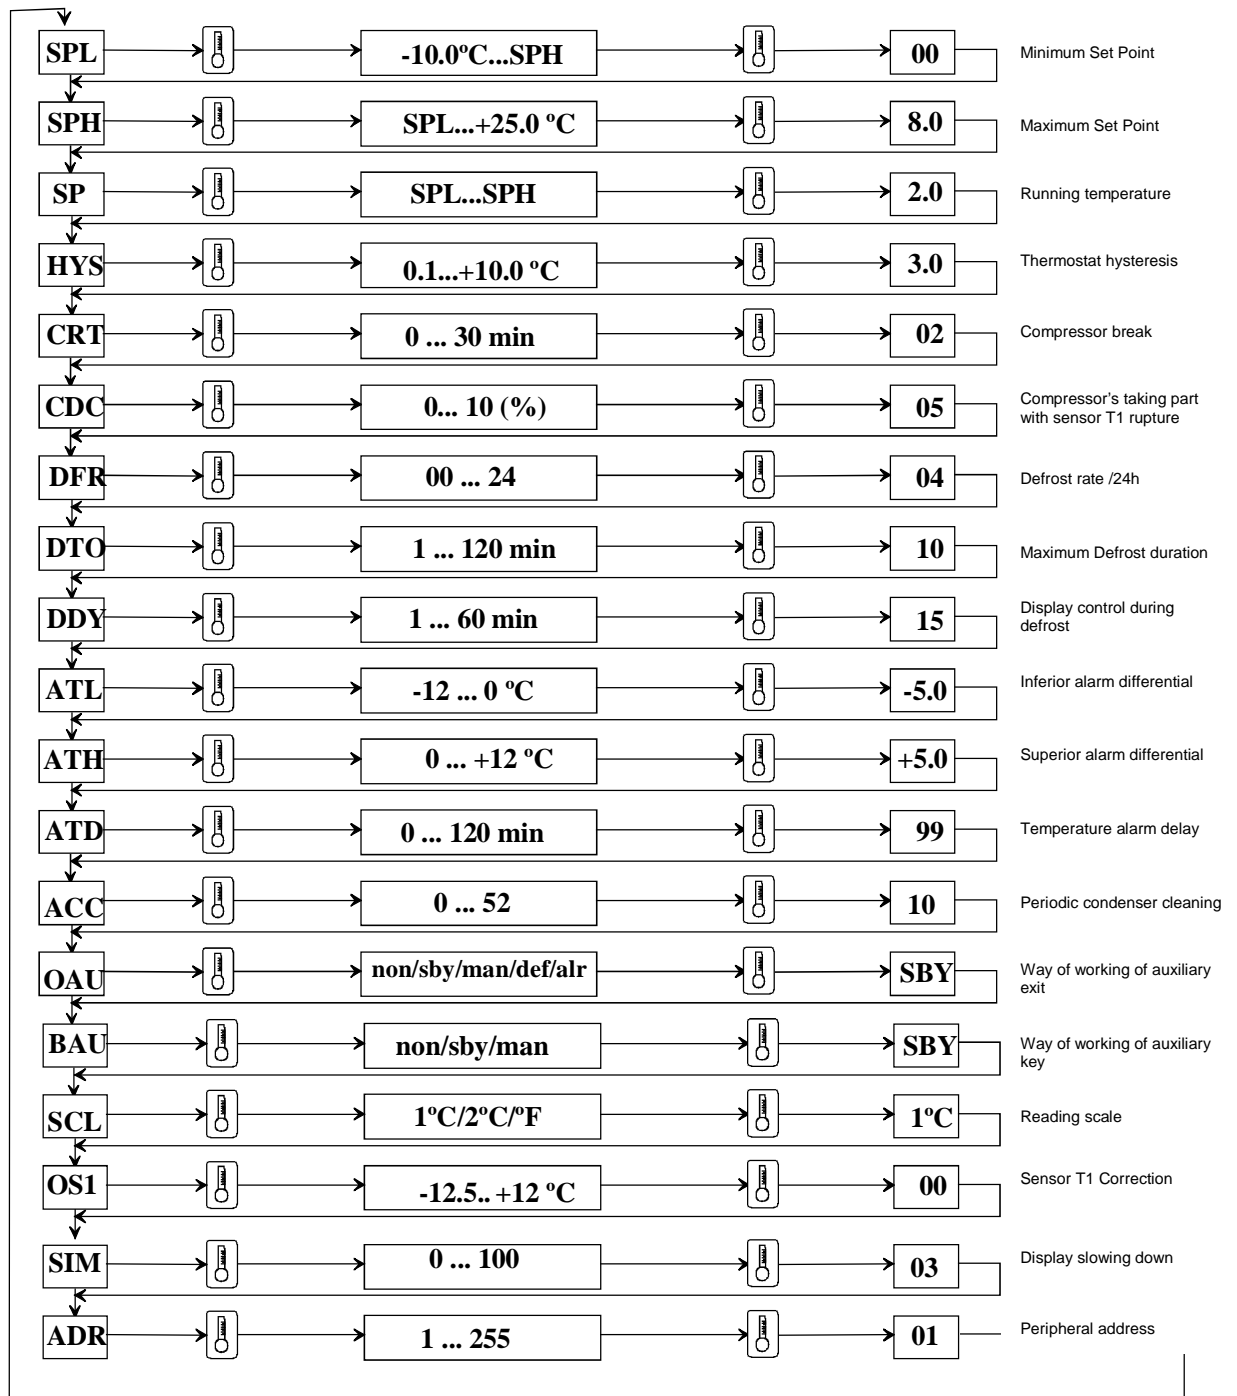 SPL -10.0ºC...SPH 00 Minimum Set Point
SPH SPL...+25.0 ºC 8.0 Maximum Set Point
SP SPL...SPH 2.0 Running temperature
HYS 0.1...+10.0 ºC 3.0 Thermostat hysteresis
CRT 0 ... 30 min 02 Compressor break
CDC 0... 10 (%) 05 Compressor's taking part
with sensor T1 rupture
DFR 00 ... 24 04 Defrost rate /24h
DTO 1 ... 120 min 10 Maximum Defrost duration
DDY 1 ... 60 min 15 Display control during
defrost
ATL -12 ... 0 ºC -5.0 Inferior alarm differential
ATH 0 ... +12 ºC +5.0 Superior alarm differential
ATD 0 ... 120 min 99 Temperature alarm delay
ACC 0 ... 52 10 Periodic condenser cleaning
OAU non/sby/man/def/alr SBY Way of working of auxiliary
exit
BAU non/sby/man SBY Way of working of auxiliary
key
SCL 1ºC/2ºC/ºF 1ºC Reading scale
OS1 -12.5.. +12 ºC 00 Sensor T1 Correction
SIM 0 ... 100 03 Display slowing down
ADR 1 ... 255 01 Peripheral address